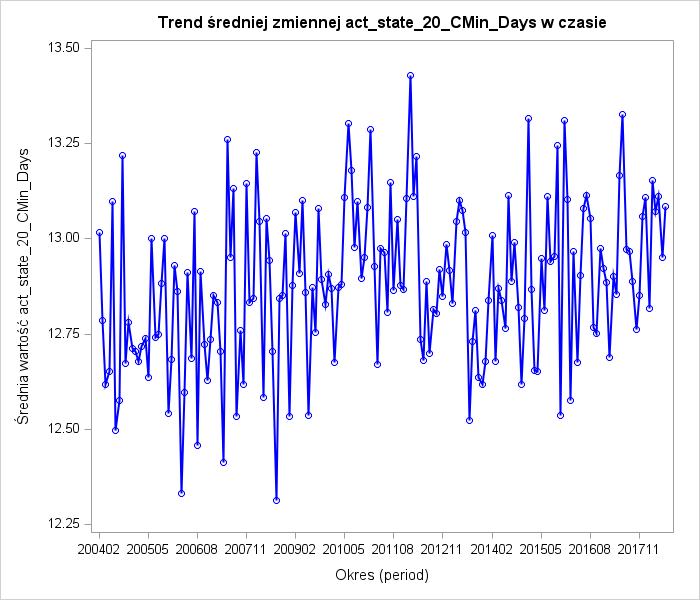 Trend średniej zmiennej act_state_20_CMin_Days w czasie
13.50
13.25
13.00
12.75
12.50
12.25
Średnia wartość act_state_20_CMin_Days
200402 200505 200608 200711 200902 201005 201108 201211 201402 201505 201608 201711
Okres (period)